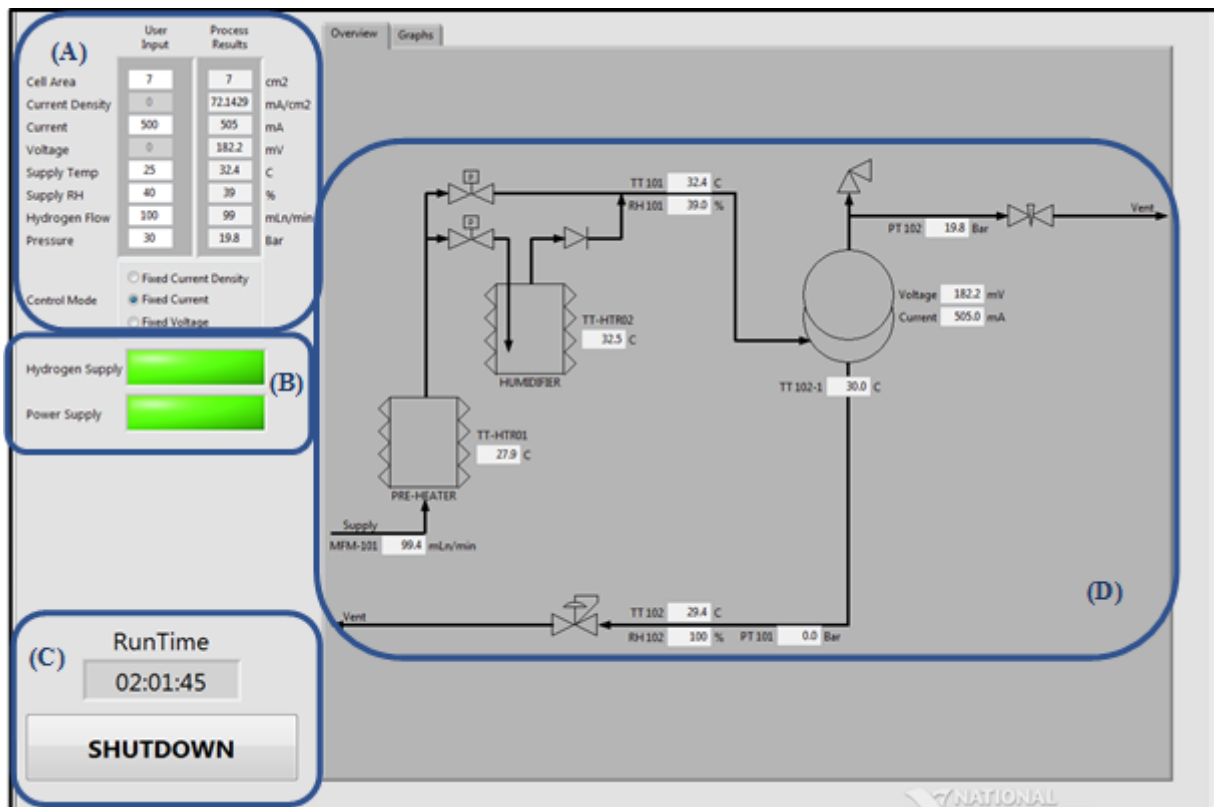 (A)
User Input
Process Results
Cell Area 7 7 cm2
Current Density 0 72.1429 mA/cm2
Current 500 505 mA
Voltage 0 182.2 mV
Supply Temp 25 32.4 C
Supply RH 40 39 %
Hydrogen Flow 100 99 mLn/min
Pressure 30 19.8 Bar
Control Mode
Fixed Current Density
Fixed Current
Fixed Voltage
Hydrogen Supply
(B)
Power Supply
(C)
RunTime
02:01:45
SHUTDOWN
Overview Graphs
P
TT 101 32.4 C
RH 101 39.0 %
P
PT 102 19.8 Bar
Vent
Voltage 182.2 mV
Current 505.0 mA
TT-HTR02
32.5 C
HUMIDIFIER
TT 102-1 30.0 C
TT-HTR01
27.9 C
PRE-HEATER
Supply
MFM-101 99.4 mLn/min
(D)
Vent
TT 102 29.4 C
RH 102 100 % PT 101 0.0 Bar
NATIONAL